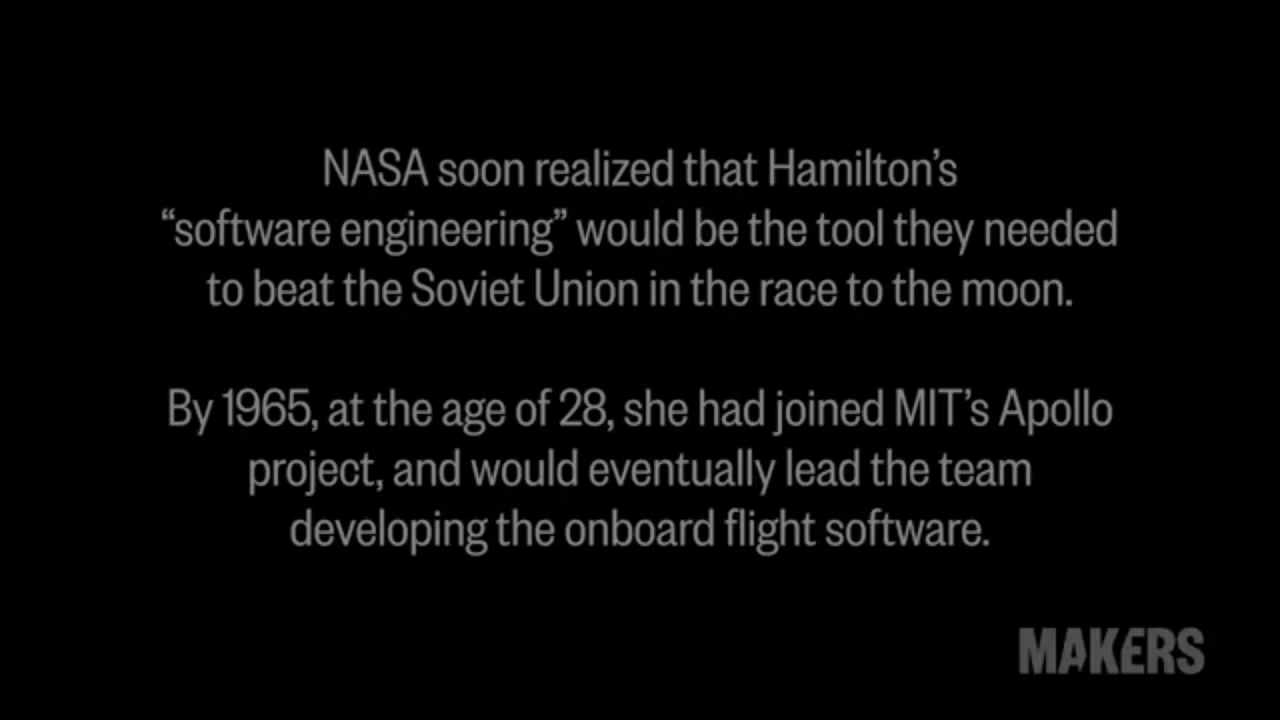 NASA soon realized that Hamilton’s
“software engineering” would be the tool they needed
to beat the Soviet Union in the race to the moon.
By 1965, at the age of 28, she had joined MIT’s Apollo
project, and would eventually lead the team
developing the onboard flight software.
MAKERS